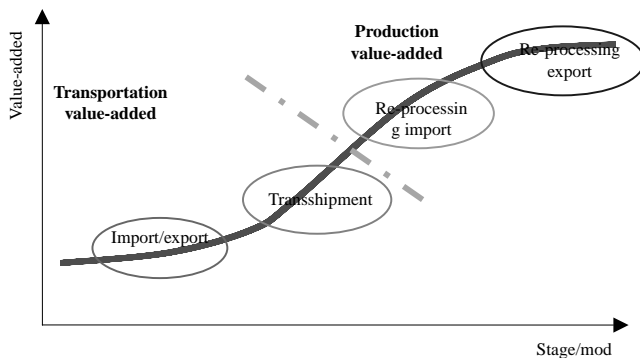 Value-added
Production
value-added
Re-processing
export
Transportation
value-added
Re-processin
g import
Transshipment
Import/export
Stage/mod